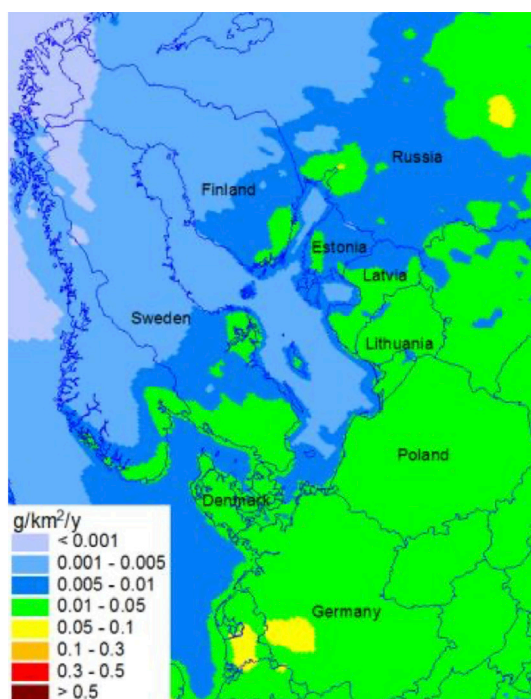 Russia
Finland
Estonia
Latvia
Sweden
Lithuania
Poland
Denmark
g/km²/y
< 0.001
0.001 - 0.005
0.005 - 0.01
0.01 - 0.05
0.05 - 0.1
0.1 - 0.3
0.3 - 0.5
> 0.5
Germany